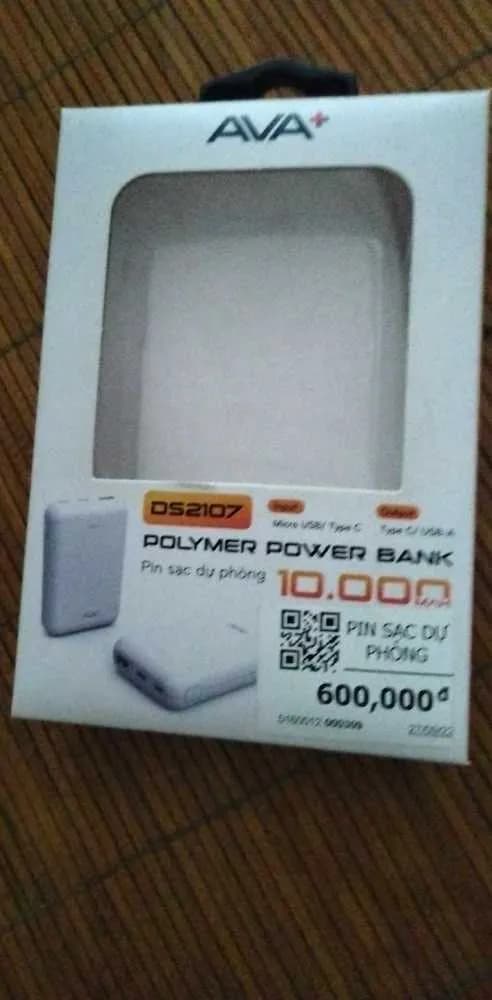 AVA+
DS2107
Input
Output
Micro USB/ Type C
Type C/ USB-A
POLYMER POWER BANK
Pin sạc dự phòng
10.000
mAh
PIN SẠC DỰ
PHÒNG
600,000đ